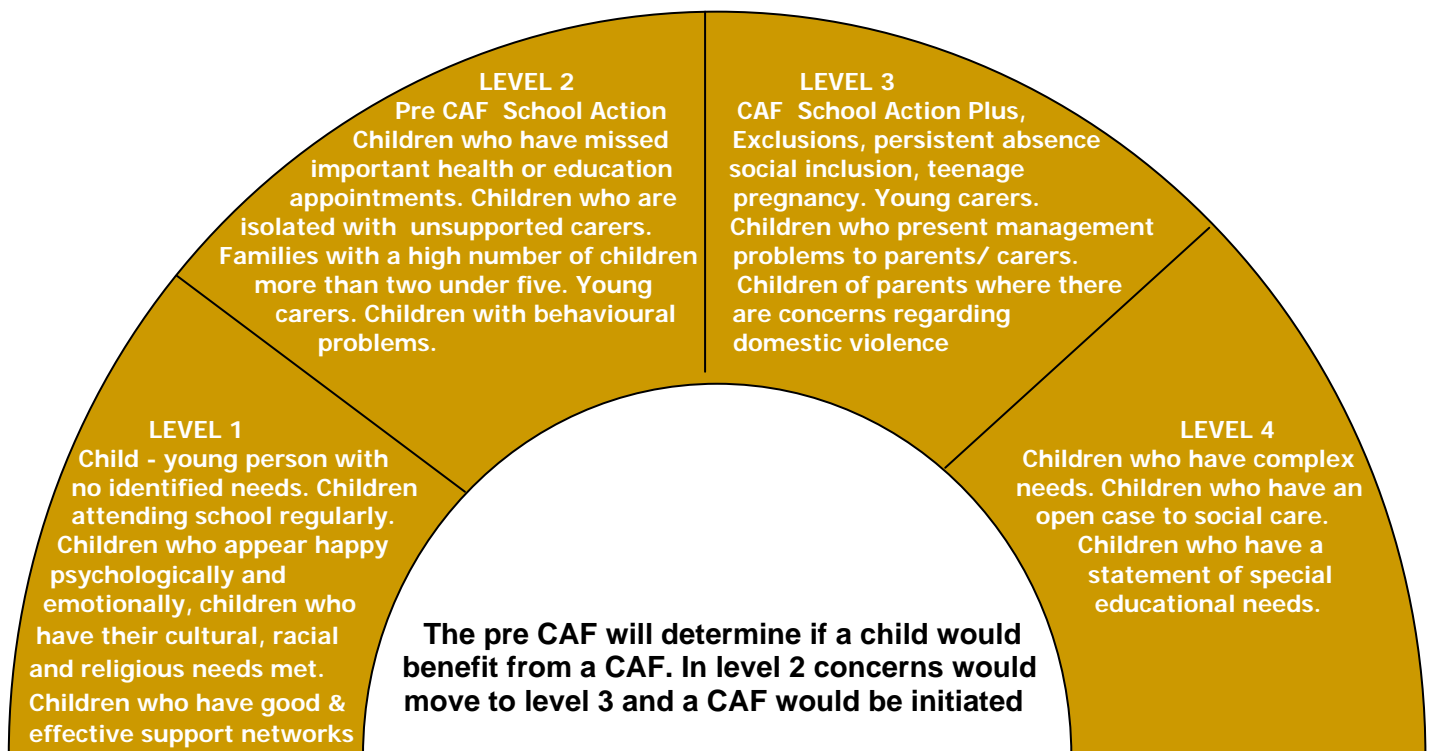 LEVEL 1
Child - young person with
no identified needs. Children
attending school regularly.
Children who appear happy
psychologically and
emotionally, children who
have their cultural, racial
and religious needs met.
Children who have good &
effective support networks
LEVEL 2
Pre CAF School Action
Children who have missed
important health or education
appointments. Children who are
isolated with unsupported carers.
Families with a high number of children
more than two under five. Young
carers. Children with behavioural
problems.
LEVEL 3
CAF School Action Plus,
Exclusions, persistent absence
social inclusion, teenage
pregnancy. Young carers.
Children who present management
problems to parents/ carers.
Children of parents where there
are concerns regarding
domestic violence
LEVEL 4
Children who have complex
needs. Children who have an
open case to social care.
Children who have a
statement of special
educational needs.
The pre CAF will determine if a child would
benefit from a CAF. In level 2 concerns would
move to level 3 and a CAF would be initiated